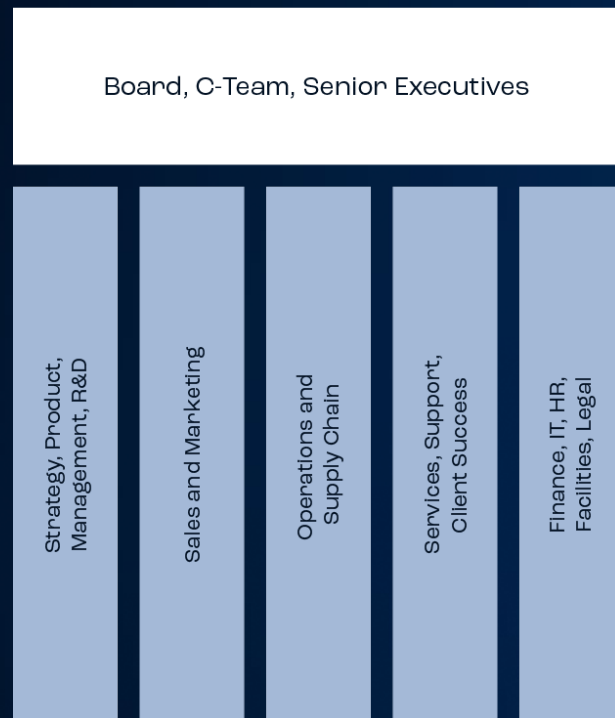 Board, C-Team, Senior Executives
Strategy, Product,
Management, R&D
Sales and Marketing
Operations and
Supply Chain
Services, Support,
Client Success
Finance, IT, HR,
Facilities, Legal